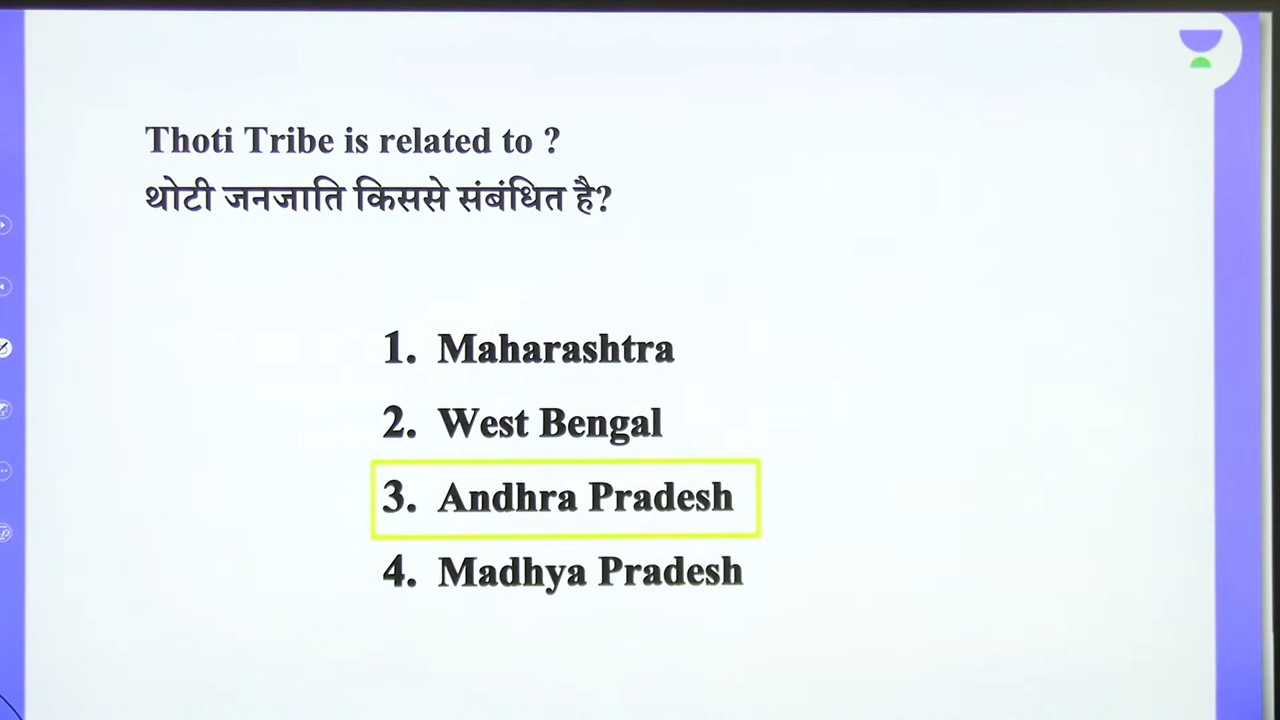 Thoti Tribe is related to ?
थोटी जनजाति किससे संबंधित है?
1. Maharashtra
2. West Bengal
3. Andhra Pradesh
4. Madhya Pradesh